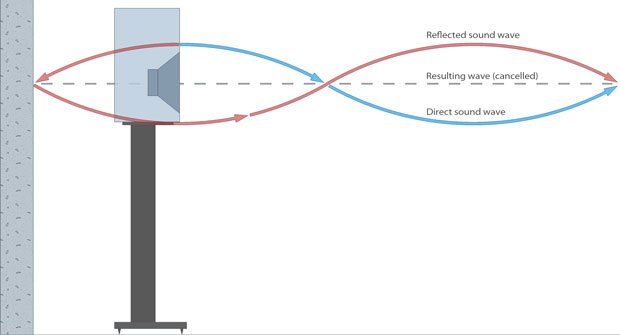 Reflected sound wave
Resulting wave (cancelled)
Direct sound wave